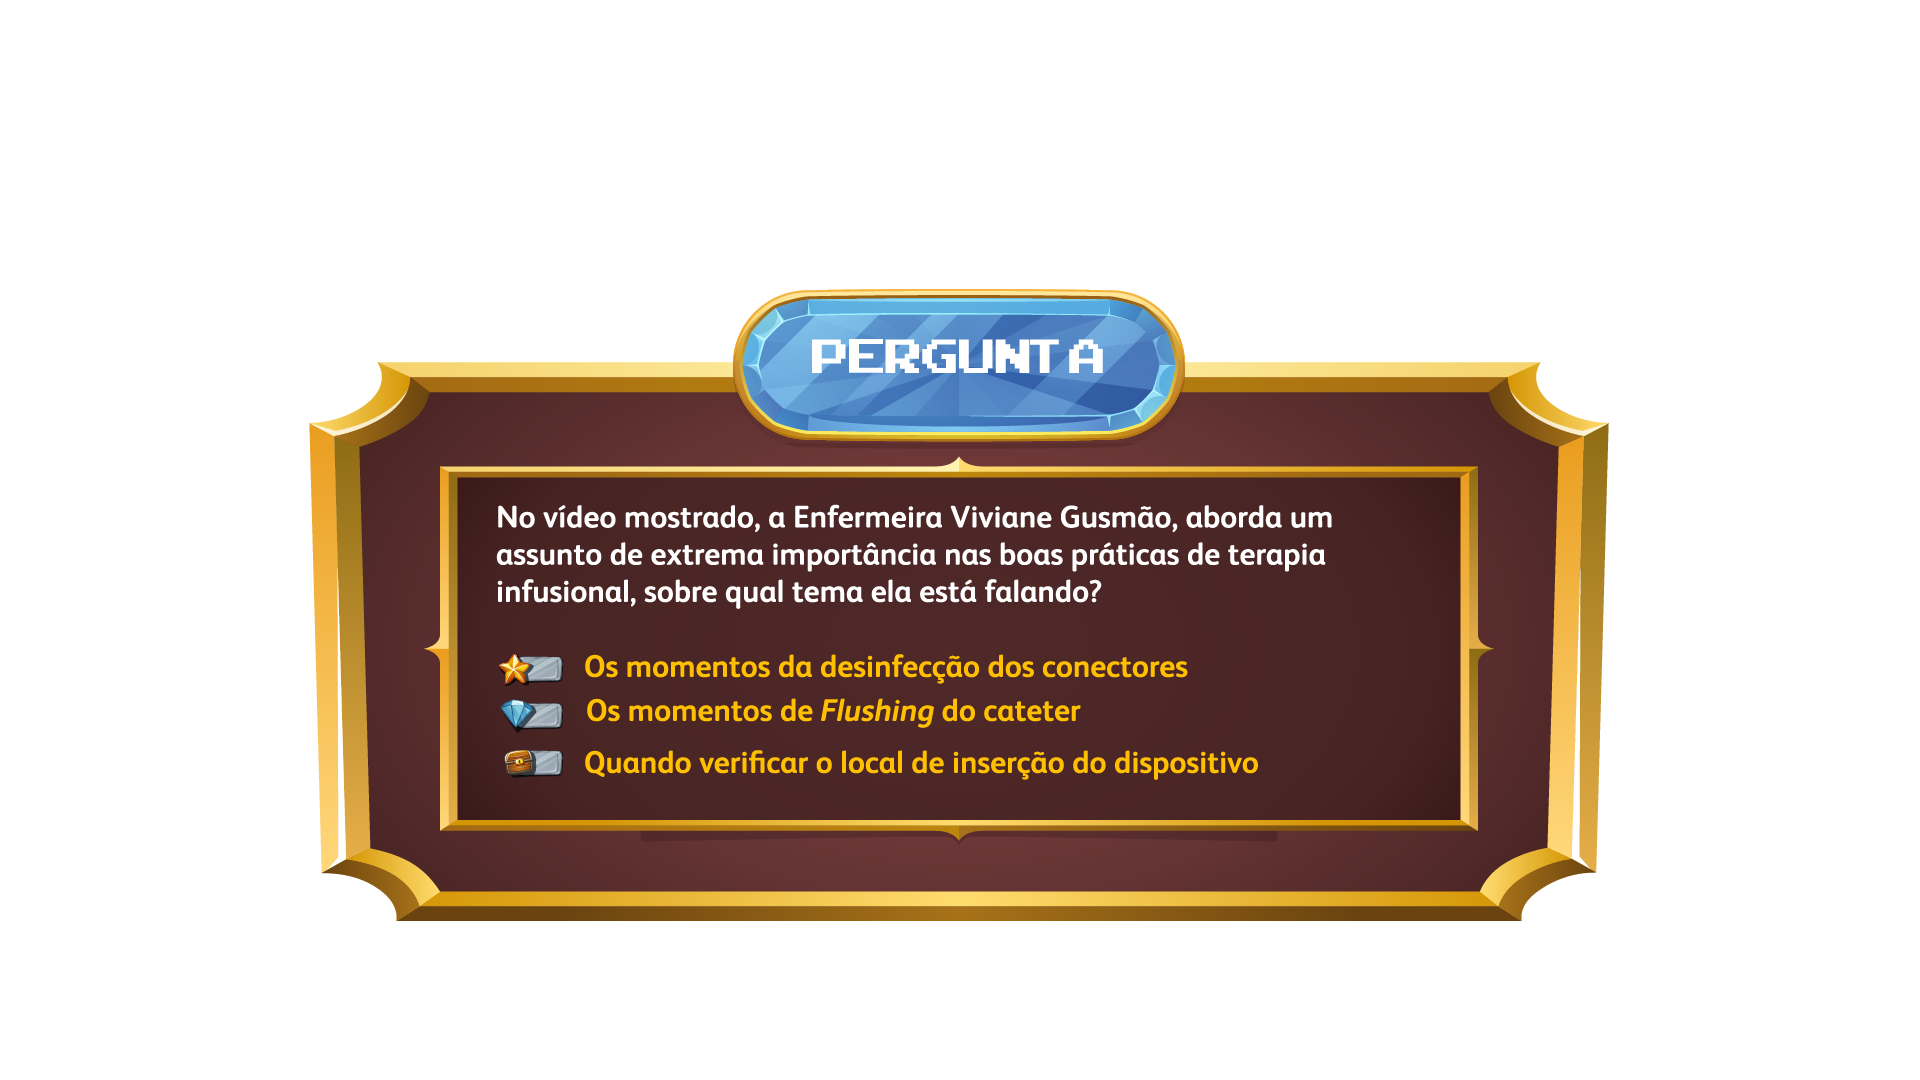 PERGUNTA
No vídeo mostrado, a Enfermeira Viviane Gusmão, aborda um
assunto de extrema importância nas boas práticas de terapia
infusional, sobre qual tema ela está falando?
Os momentos da desinfecção dos conectores
Os momentos de Flushing do cateter
Quando verificar o local de inserção do dispositivo